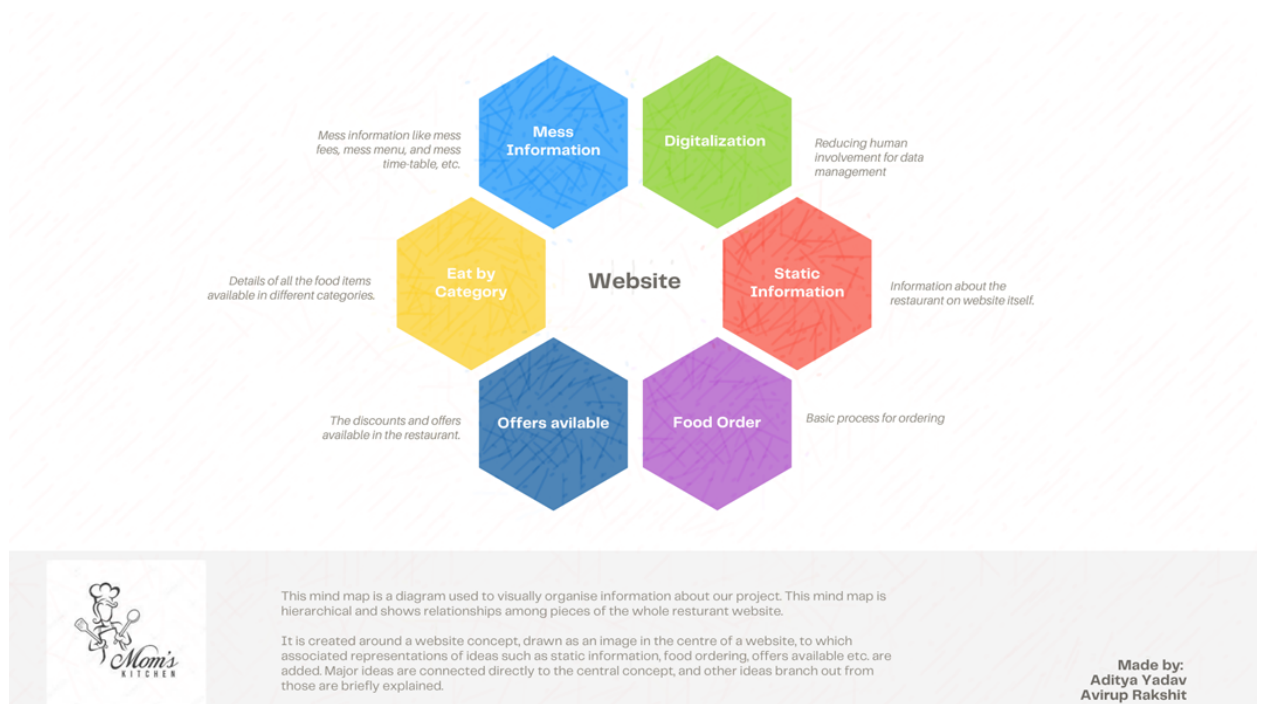 Mess
Information
Digitalization
Mess information like mess
fees, mess menu, and mess
time-table, etc.
Reducing human
involvement for data
management
Eat by
Category
Website
Static
Information
Details of all the food items
available in different categories.
Information about the
restaurant on website itself.
Offers avilable
Food Order
The discounts and offers
available in the restaurant.
Basic process for ordering
This mind map is a diagram used to visually organise information about our project. This mind map is
hierarchical and shows relationships among pieces of the whole resturant website.
It is created around a website concept, drawn as an image in the centre of a website, to which
associated representations of ideas such as static information, food ordering, offers available etc. are
added. Major ideas are connected directly to the central concept, and other ideas branch out from
those are briefly explained.
Mom's
KITCHEN
Made by:
Aditya Yadav
Avirup Rakshit